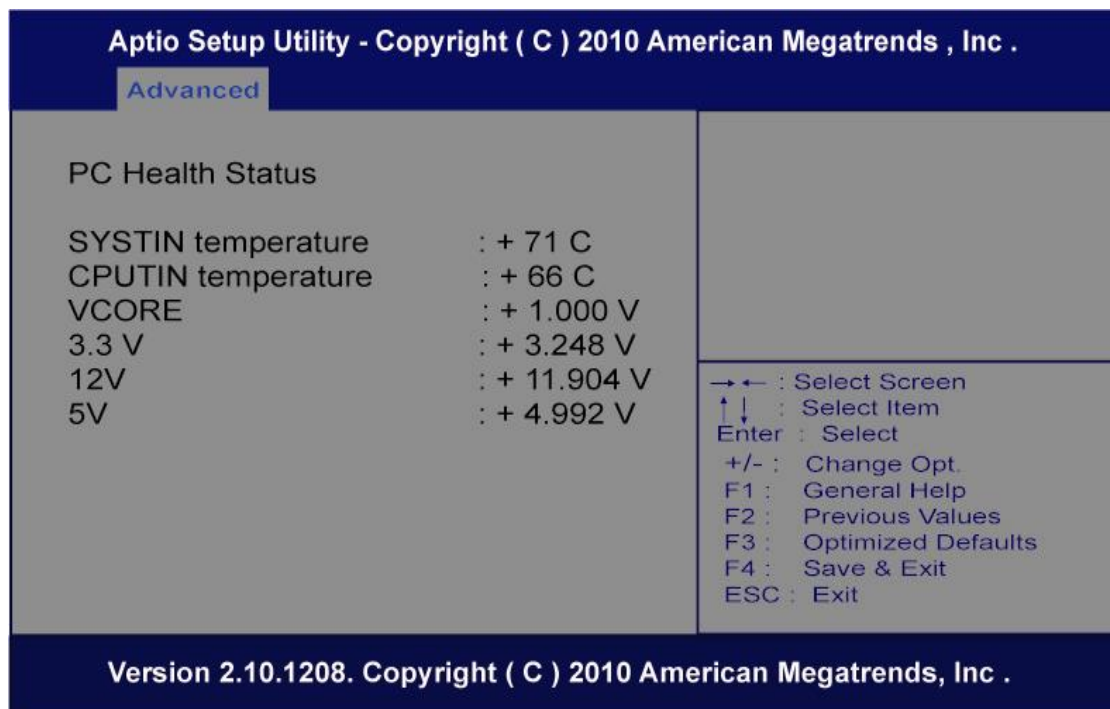 Aptio Setup Utility - Copyright ( C ) 2010 American Megatrends , Inc .
Advanced
PC Health Status
SYSTIN temperature : + 71 C
CPUTIN temperature : + 66 C
VCORE : + 1.000 V
3.3 V : + 3.248 V
12V : + 11.904 V
5V : + 4.992 V
→ ← : Select Screen
↑ ↓ : Select Item
Enter : Select
+/- : Change Opt.
F1 : General Help
F2 : Previous Values
F3 : Optimized Defaults
F4 : Save & Exit
ESC : Exit
Version 2.10.1208. Copyright ( C ) 2010 American Megatrends, Inc .